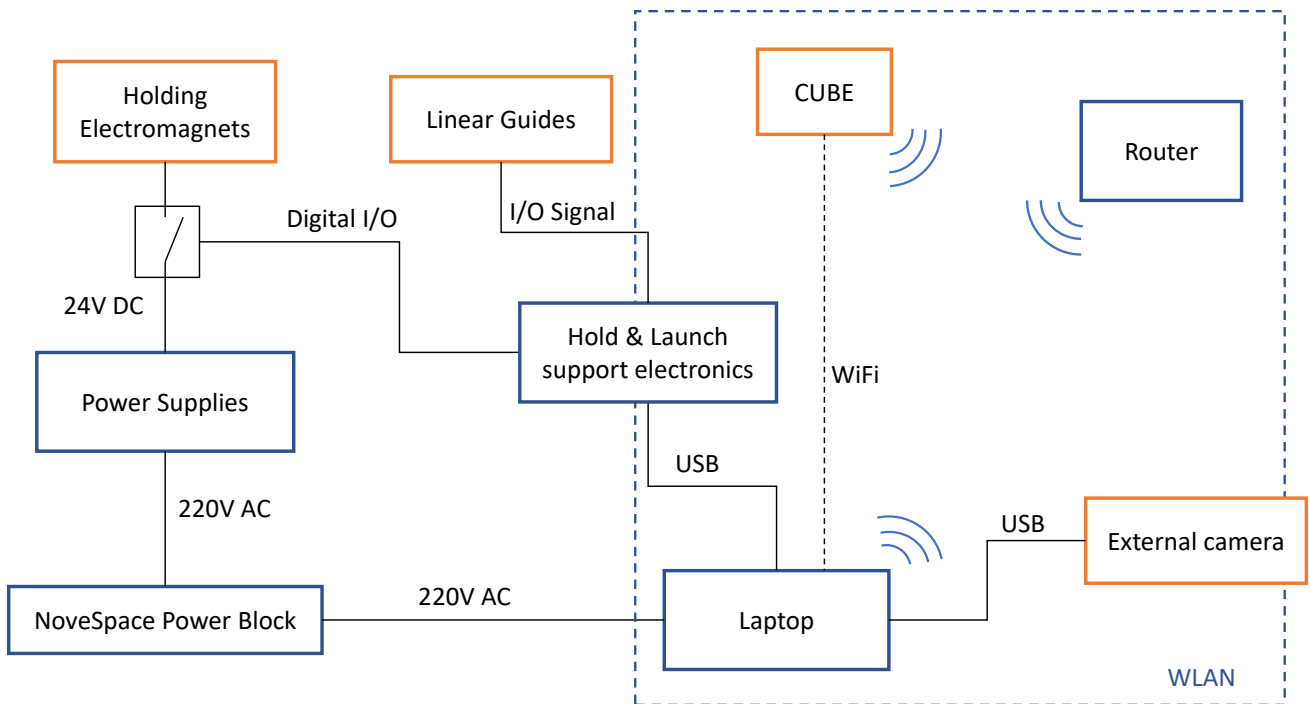 Holding
Electromagnets
Linear Guides
CUBE
Router
Digital I/O
I/O Signal
24V DC
Hold & Launch
support electronics
WiFi
Power Supplies
USB
220V AC
USB
External camera
220V AC
NoveSpace Power Block
Laptop
WLAN